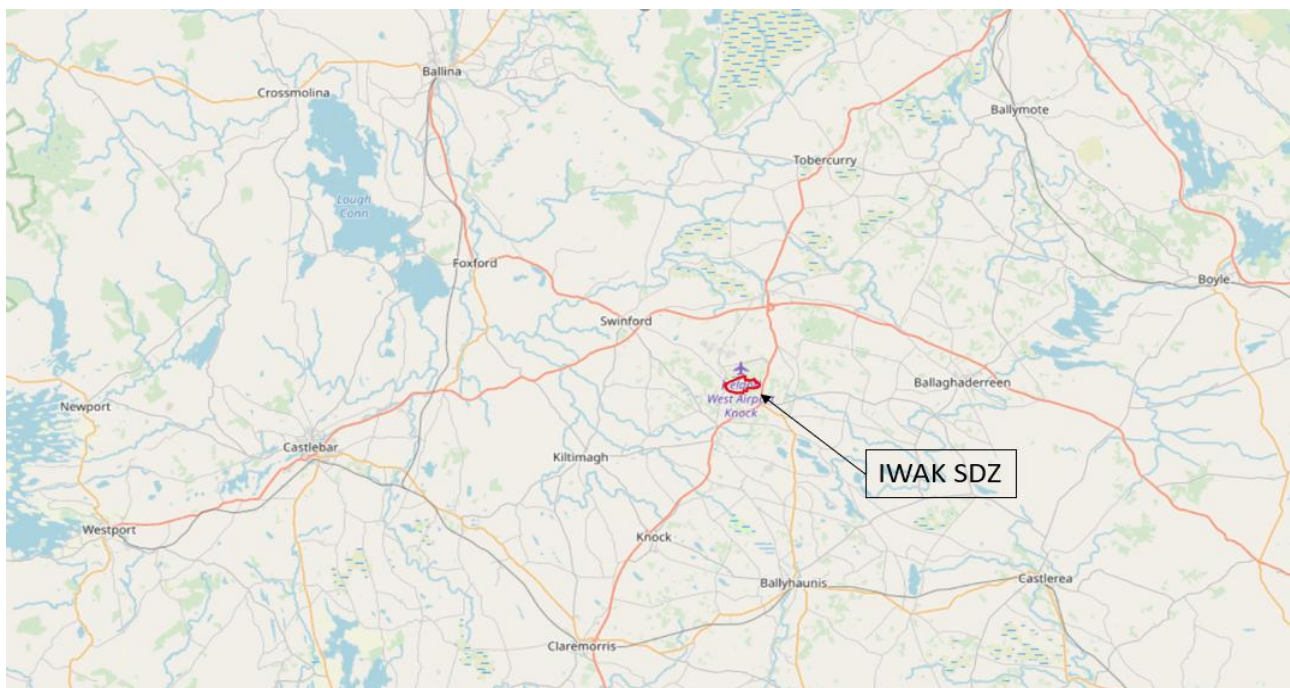 Ballina
Crossmolina
Ballymote
Tobercurry
Lough
Conn
Foxford
Boyle
Swinford
Ballaghaderreen
West
Knock
Newport
Castlebar
Kiltimagh
IWAK SDZ
Westport
Knock
Ballyhaunis
Castlerea
Claremorris